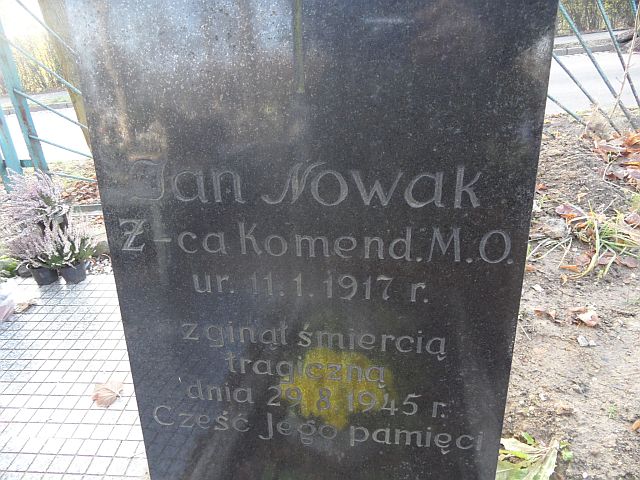 Jan Nowak
Z-ca Komend. M.O.
ur. 11. 1. 1917 r.
zginął śmiercią
tragiczną
dnia 29. 8. 1945 r.
Cześć Jego pamięci